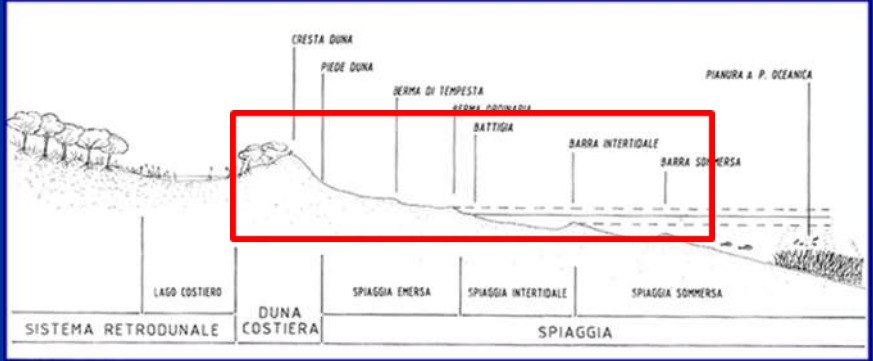 CRESTA DUNA
PIEDE DUNA
PIANURA A P. OCEANICA
BERMA DI TEMPESTA
BERMA ORDINARIA
BATTIGIA
BARRA INTERTIDALE
BARRA SOMMERSA
LAGO COSTIERO
SPIAGGIA EMERSA
SPIAGGIA INTERTIDALE
SPIAGGIA SOMMERSA
SISTEMA RETRODUNALE
DUNA
COSTIERA
SPIAGGIA